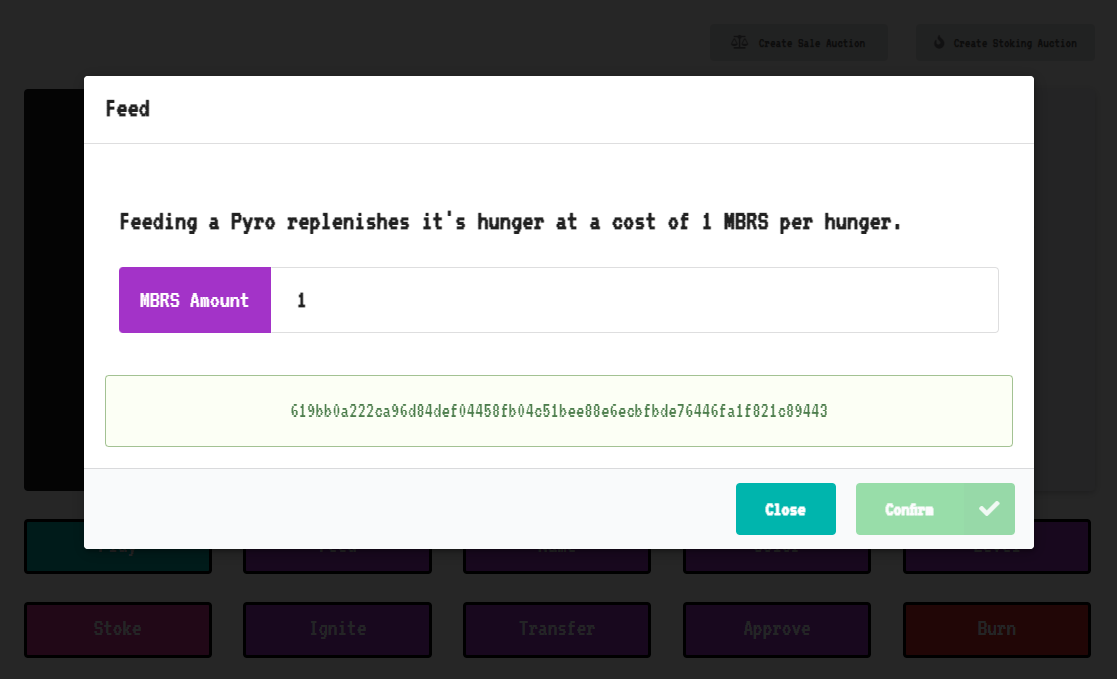 Create Sale Auction
Create Stoking Auction
Feed
Feeding a Pyro replenishes it's hunger at a cost of 1 MBRS per hunger.
MBRS Amount 1
619bb0a222ca96d84def04458fb04c51bee88e6ecbfbde76446fa1f821c89443
Close
Confirm
Stoke
Ignite
Transfer
Approve
Burn